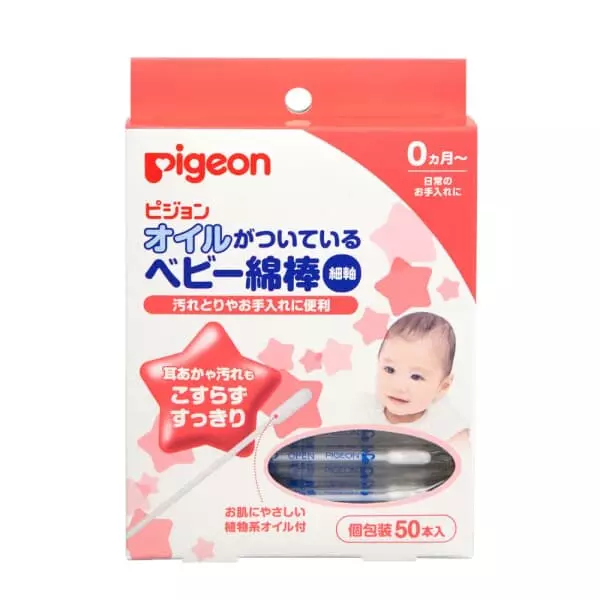 pigeon
0ヵ月～
日常の
お手入れに
ピジョン
オイルがついている
ベビー綿棒 細軸
汚れとりやお手入れに便利
耳あかや汚れも
こすらず
すっきり
OPEN PIGEON
PIGEON
お肌にやさしい
植物系オイル付
個包装50本入